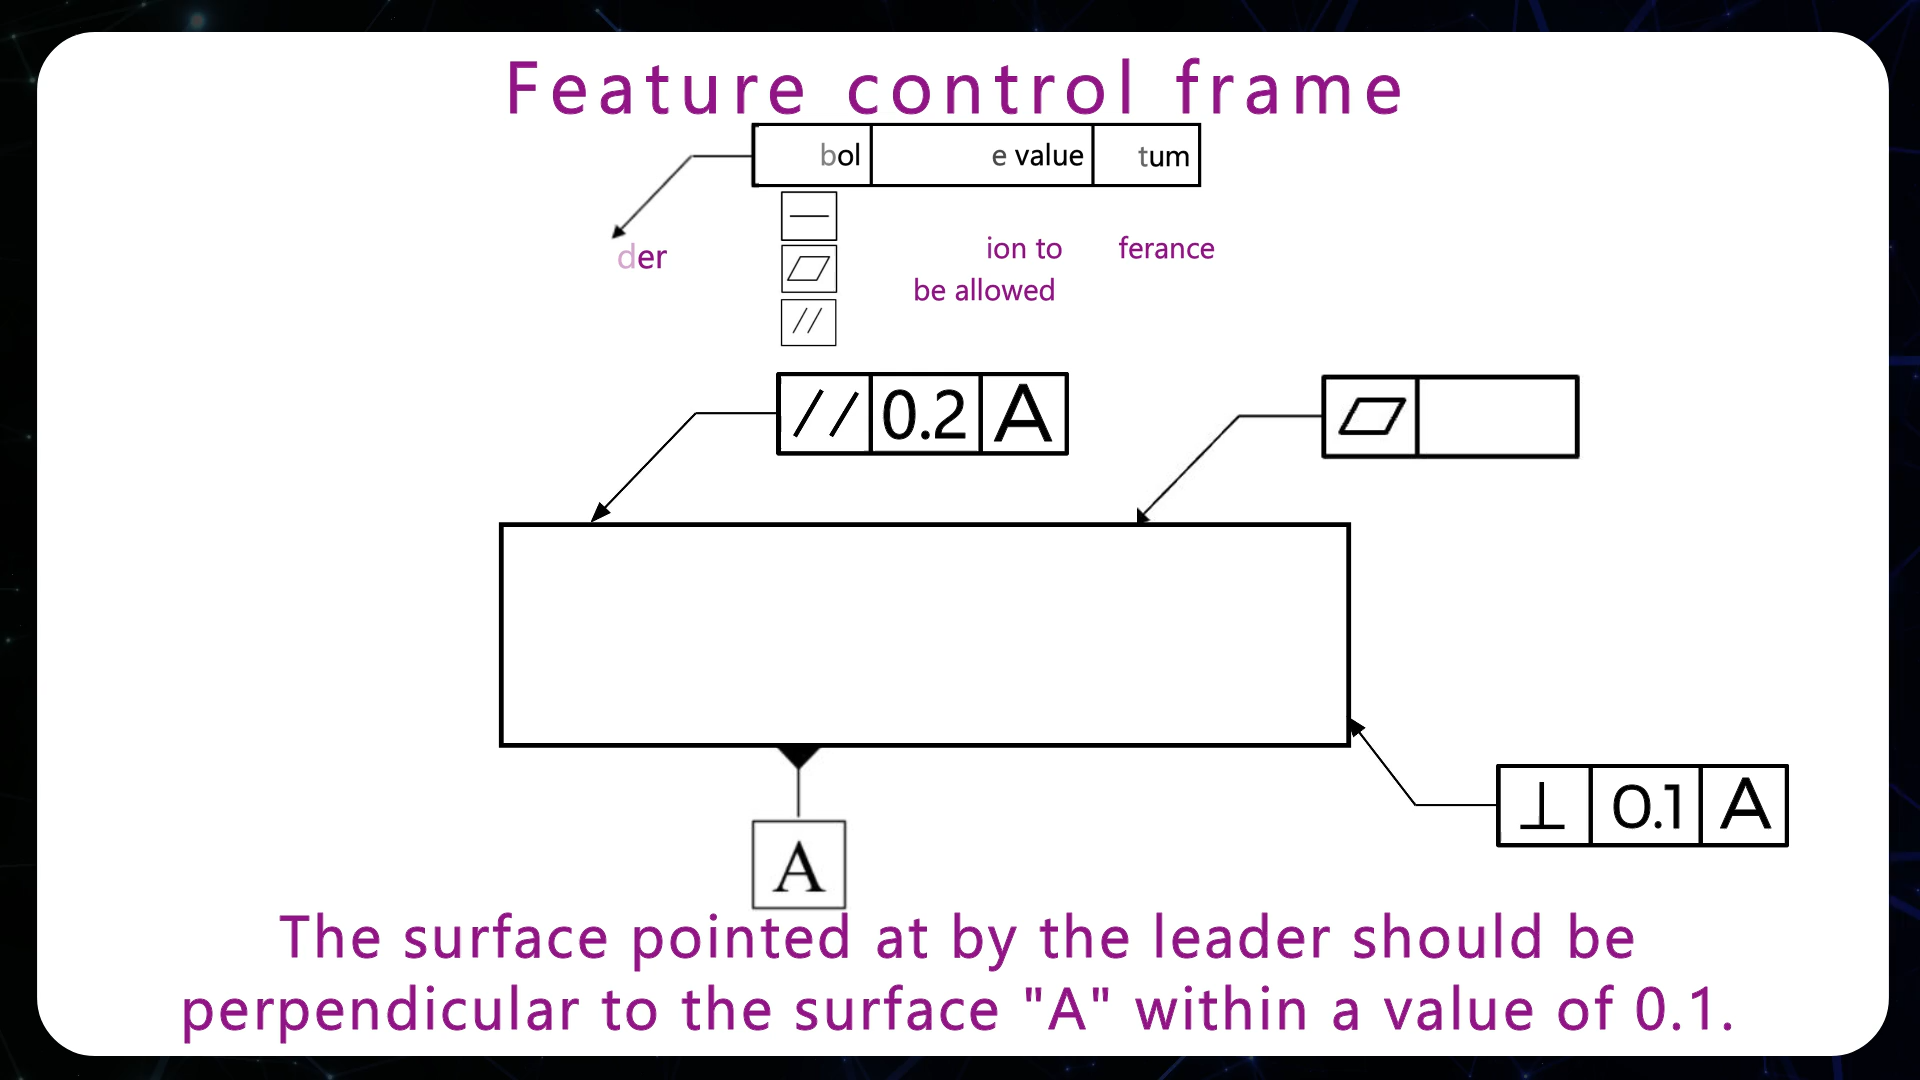 Feature control frame
bol e value tum
der
ion to ferance
be allowed
// 0.2 A
⊥ 0.1 A
A
The surface pointed at by the leader should be
perpendicular to the surface "A" within a value of 0.1.